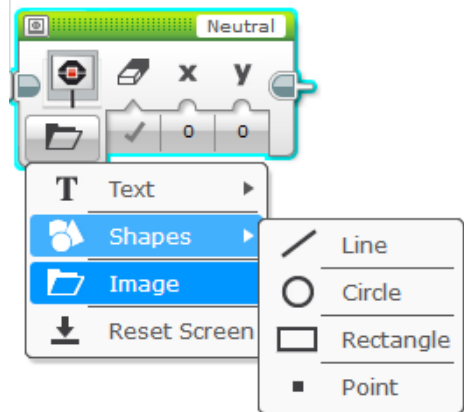 Neutral
x y
0 0
T Text
Shapes
Image
Reset Screen
Line
Circle
Rectangle
Point